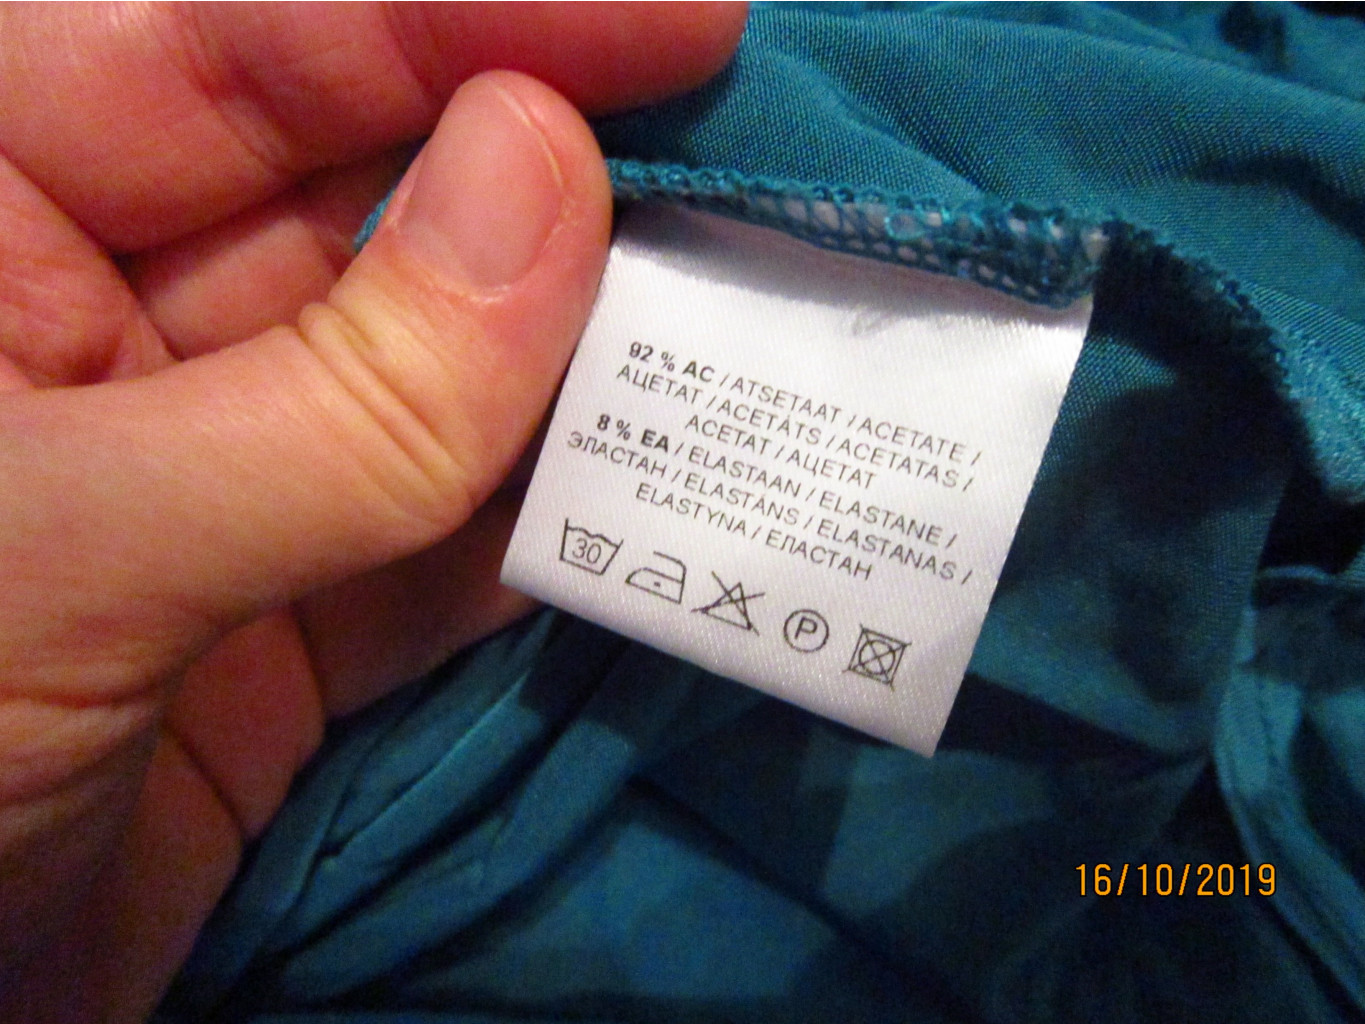 92 % AC / ATSETAAT / ACETATE /
АЦЕТАТ / ACETĀTS / ACETATAS /
ACETAT / АЦЕТАТ
8 % EA / ELASTAAN / ELASTANE /
ЭЛАСТАН / ELASTĀNS / ELASTANAS /
ELASTYNA / ЕЛАСТАН
30
P
16/10/2019